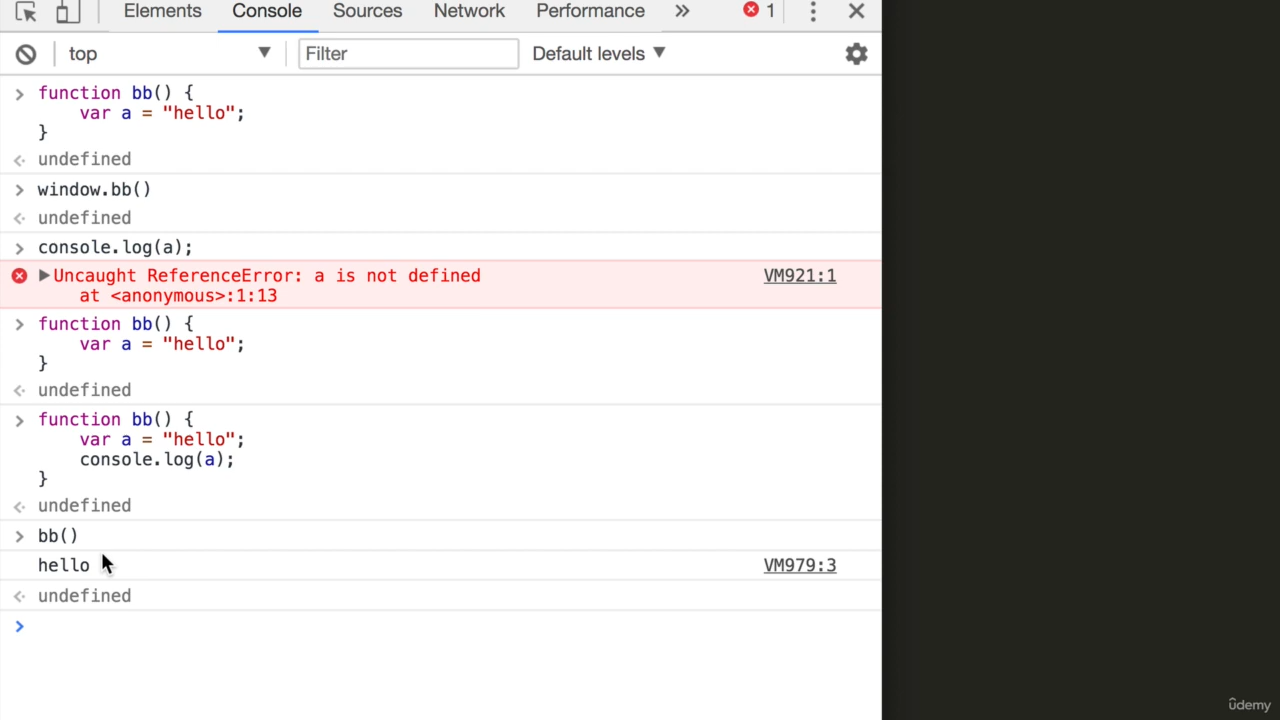 Elements Console Sources Network Performance » 1
top Filter Default levels
function bb() {
    var a = "hello";
}
undefined
window.bb()
undefined
console.log(a);
Uncaught ReferenceError: a is not defined VM921:1
    at <anonymous>:1:13
function bb() {
    var a = "hello";
}
undefined
function bb() {
    var a = "hello";
    console.log(a);
}
undefined
bb()
hello VM979:3
undefined
ûdemy